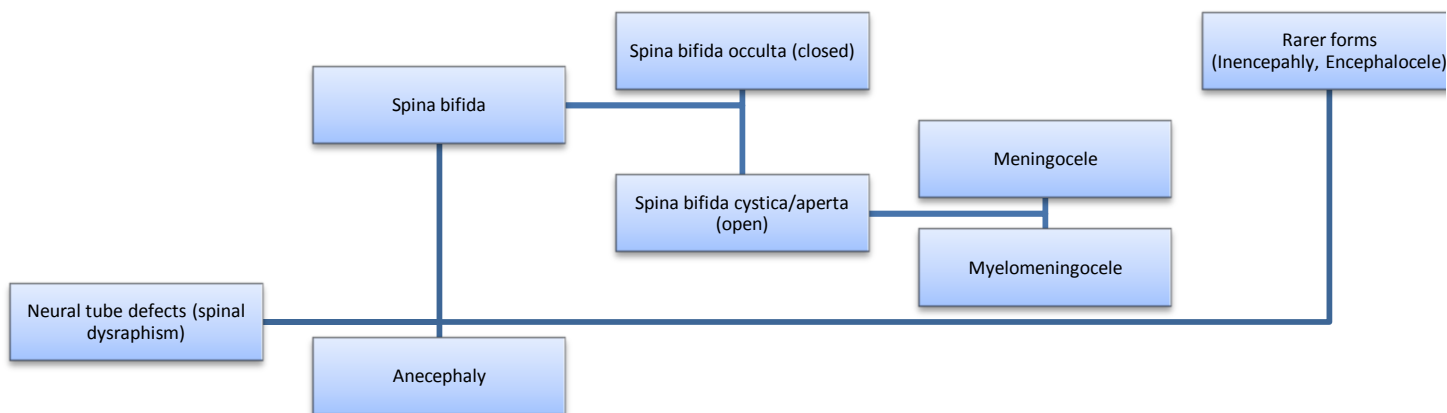 Spina bifida occulta (closed)
Rarer forms
(Inencepahly, Encephalocele)
Spina bifida
Meningocele
Spina bifida cystica/aperta
(open)
Myelomeningocele
Neural tube defects (spinal
dysraphism)
Anecephaly